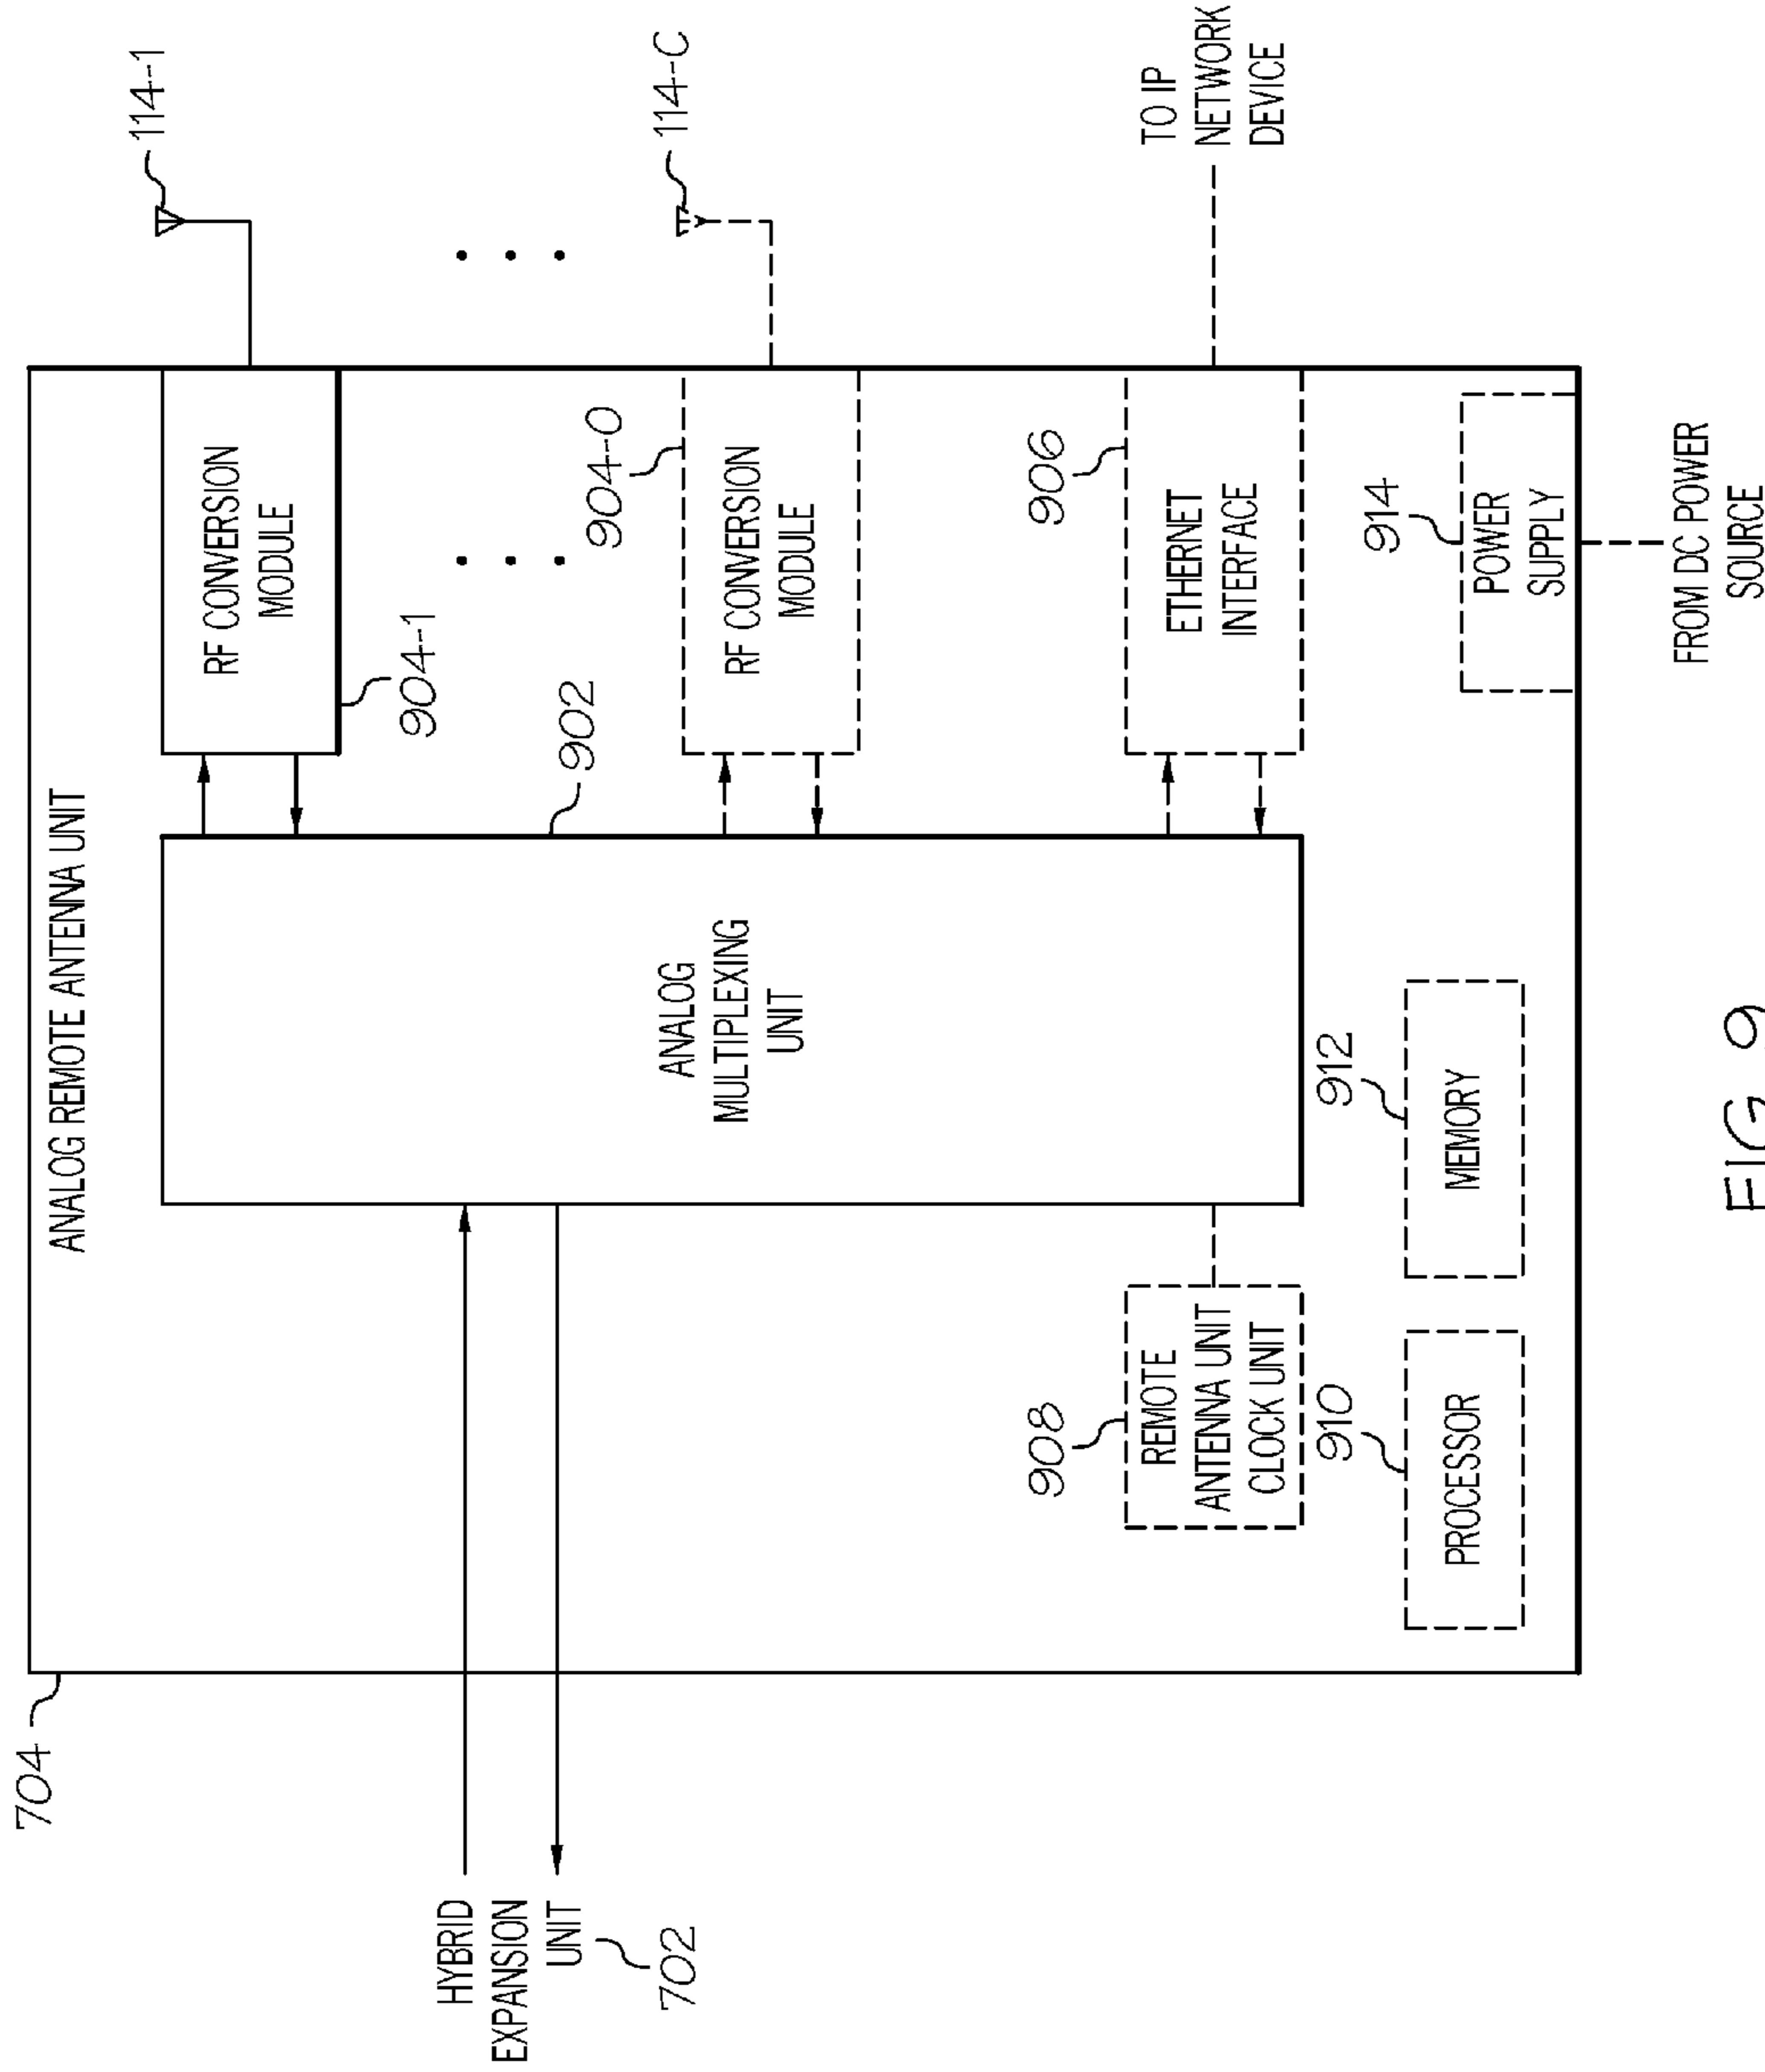 704
ANALOG REMOTE ANTENNA UNIT
114-1
RF CONVERSION
MODULE
904-1
HYBRID
EXPANSION
UNIT
702
ANALOG
MULTIPLEXING
UNIT
902
904-0
RF CONVERSION
MODULE
114-C
908
REMOTE
ANTENNA UNIT
CLOCK UNIT
906
ETHERNET
INTERFACE
TO IP
NETWORK
DEVICE
910
PROCESSOR
912
MEMORY
914
POWER
SUPPLY
FROM DC POWER
SOURCE
FIG. 9